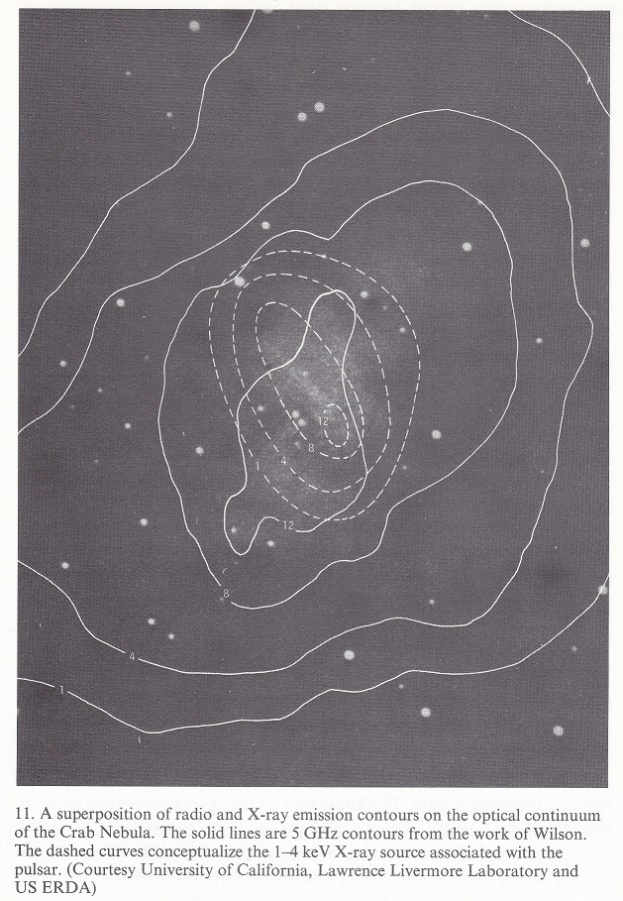 12
8
4
1
12
8
4
1
11. A superposition of radio and X-ray emission contours on the optical continuum
of the Crab Nebula. The solid lines are 5 GHz contours from the work of Wilson.
The dashed curves conceptualize the 1–4 keV X-ray source associated with the
pulsar. (Courtesy University of California, Lawrence Livermore Laboratory and
US ERDA)